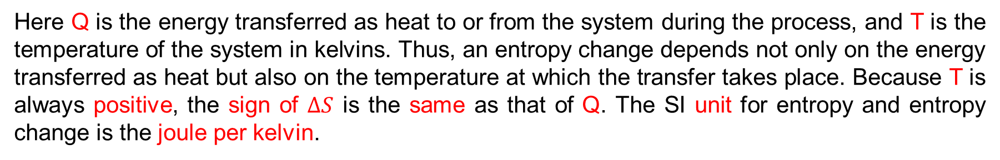 Here Q is the energy transferred as heat to or from the system during the process, and T is the
temperature of the system in kelvins. Thus, an entropy change depends not only on the energy
transferred as heat but also on the temperature at which the transfer takes place. Because T is
always positive, the sign of ΔS is the same as that of Q. The SI unit for entropy and entropy
change is the joule per kelvin.